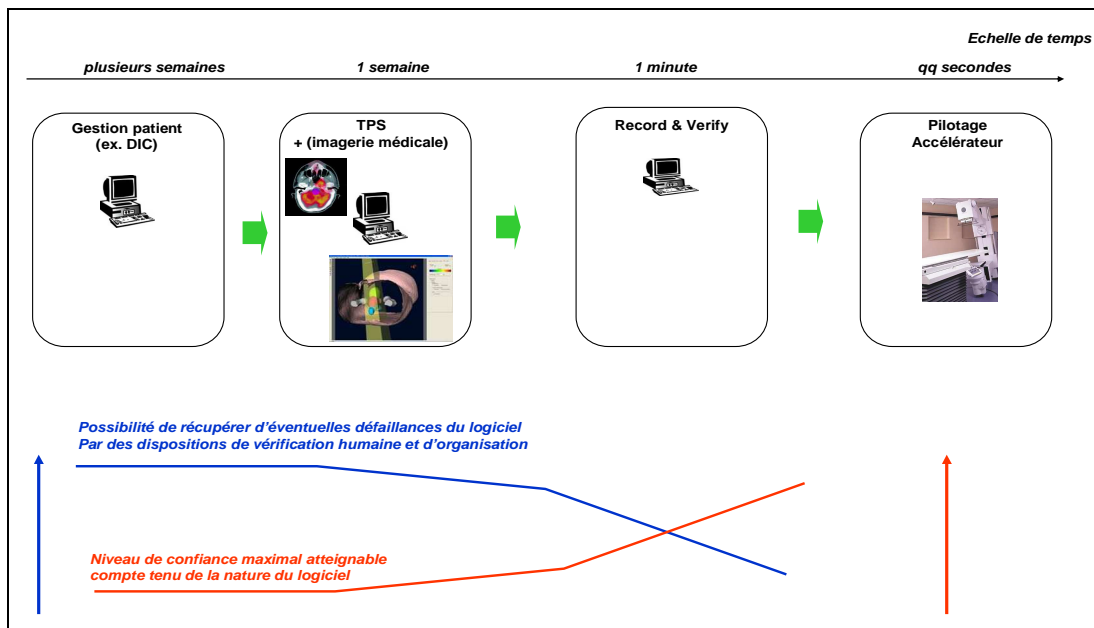 Echelle de temps
plusieurs semaines
1 semaine
1 minute
qq secondes
Gestion patient
(ex. DIC)
TPS
+ (imagerie médicale)
Record & Verify
Pilotage
Accélérateur
Possibilité de récupérer d'éventuelles défaillances du logiciel
Par des dispositions de vérification humaine et d'organisation
Niveau de confiance maximal atteignable
compte tenu de la nature du logiciel